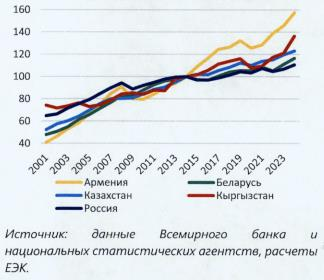 160
140
120
100
80
60
40
2001 2003 2005 2007 2009 2011 2013 2015 2017 2019 2021 2023
Армения Беларусь
Казахстан Кыргызстан
Россия
Источник: данные Всемирного банка и
национальных статистических агентств, расчеты
ЕЭК.